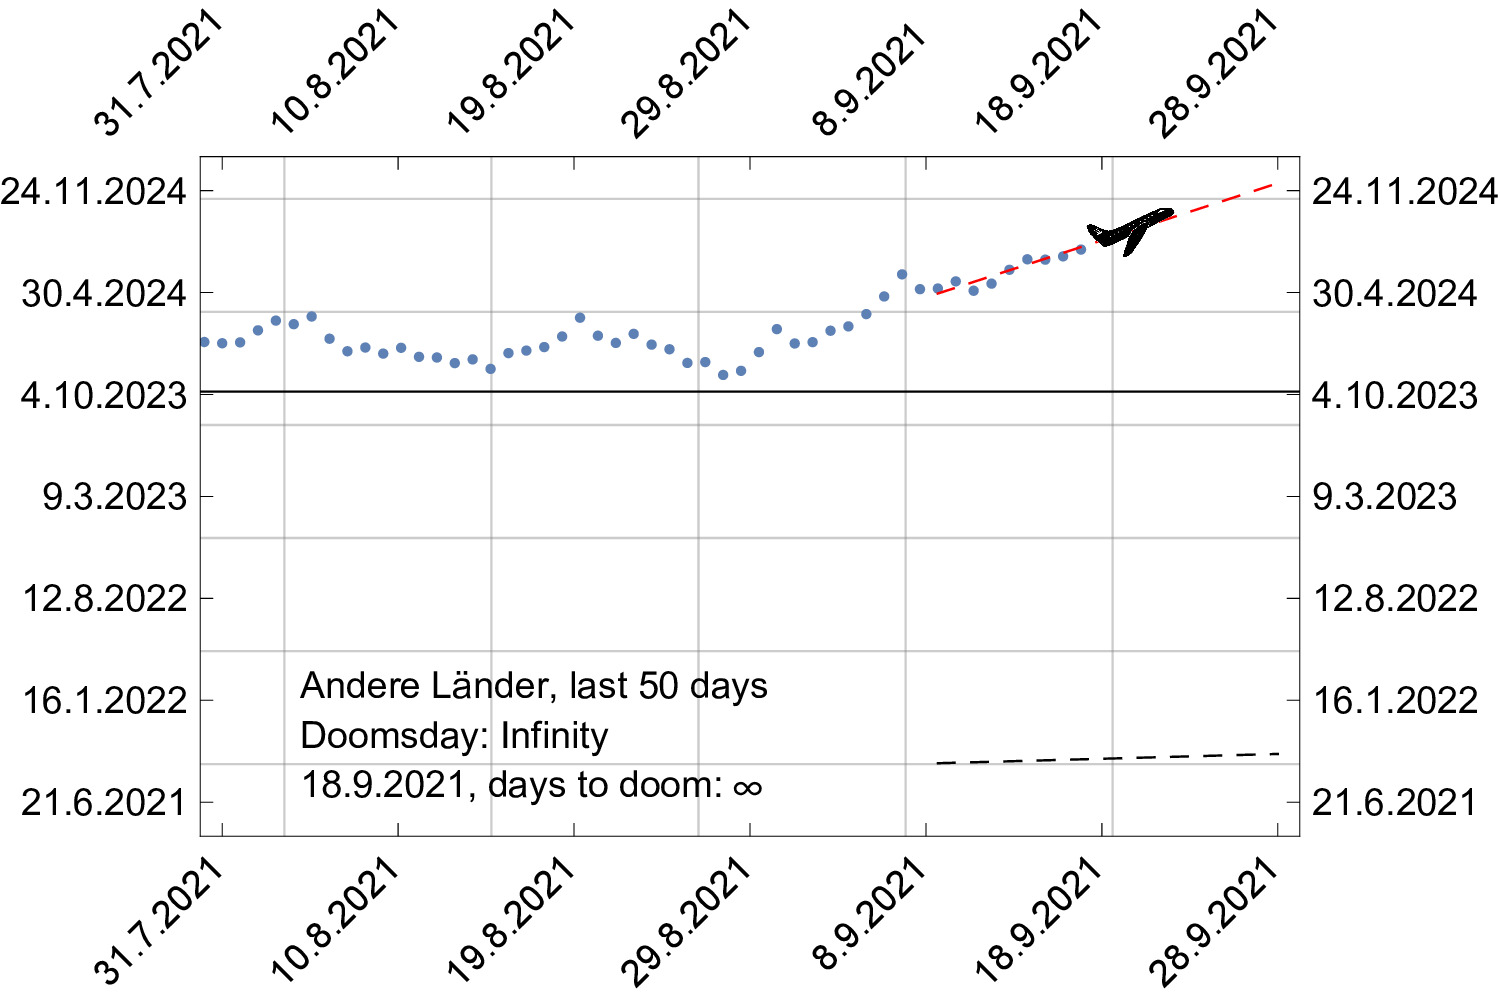 31.7.2021 10.8.2021 19.8.2021 29.8.2021 8.9.2021 18.9.2021 28.9.2021
24.11.2024 24.11.2024
30.4.2024 30.4.2024
4.10.2023 4.10.2023
9.3.2023 9.3.2023
12.8.2022 12.8.2022
Andere Länder, last 50 days
16.1.2022 16.1.2022
Doomsday: Infinity
18.9.2021, days to doom: ∞
21.6.2021 21.6.2021
31.7.2021 10.8.2021 19.8.2021 29.8.2021 8.9.2021 18.9.2021 28.9.2021